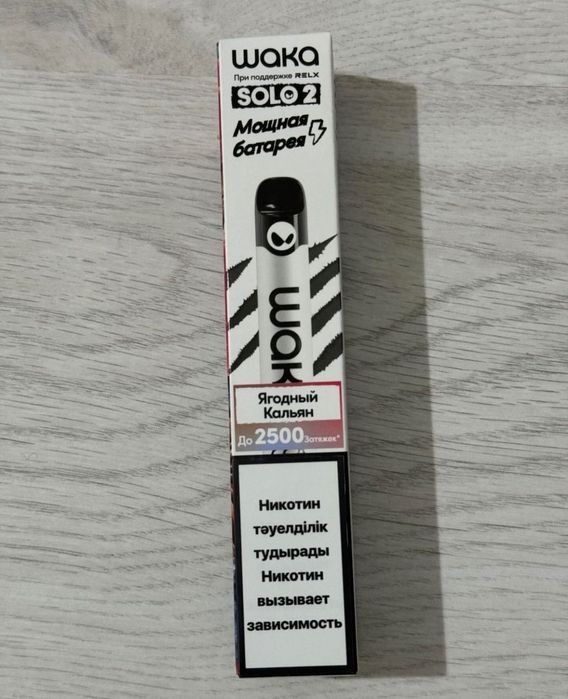 waka
При поддержке RELX
SOLO 2
Мощная
батарея
waк
Ягодный
Кальян
До 2500 Затяжек*
Никотин
тәуелділік
тудырады
Никотин
вызывает
зависимость